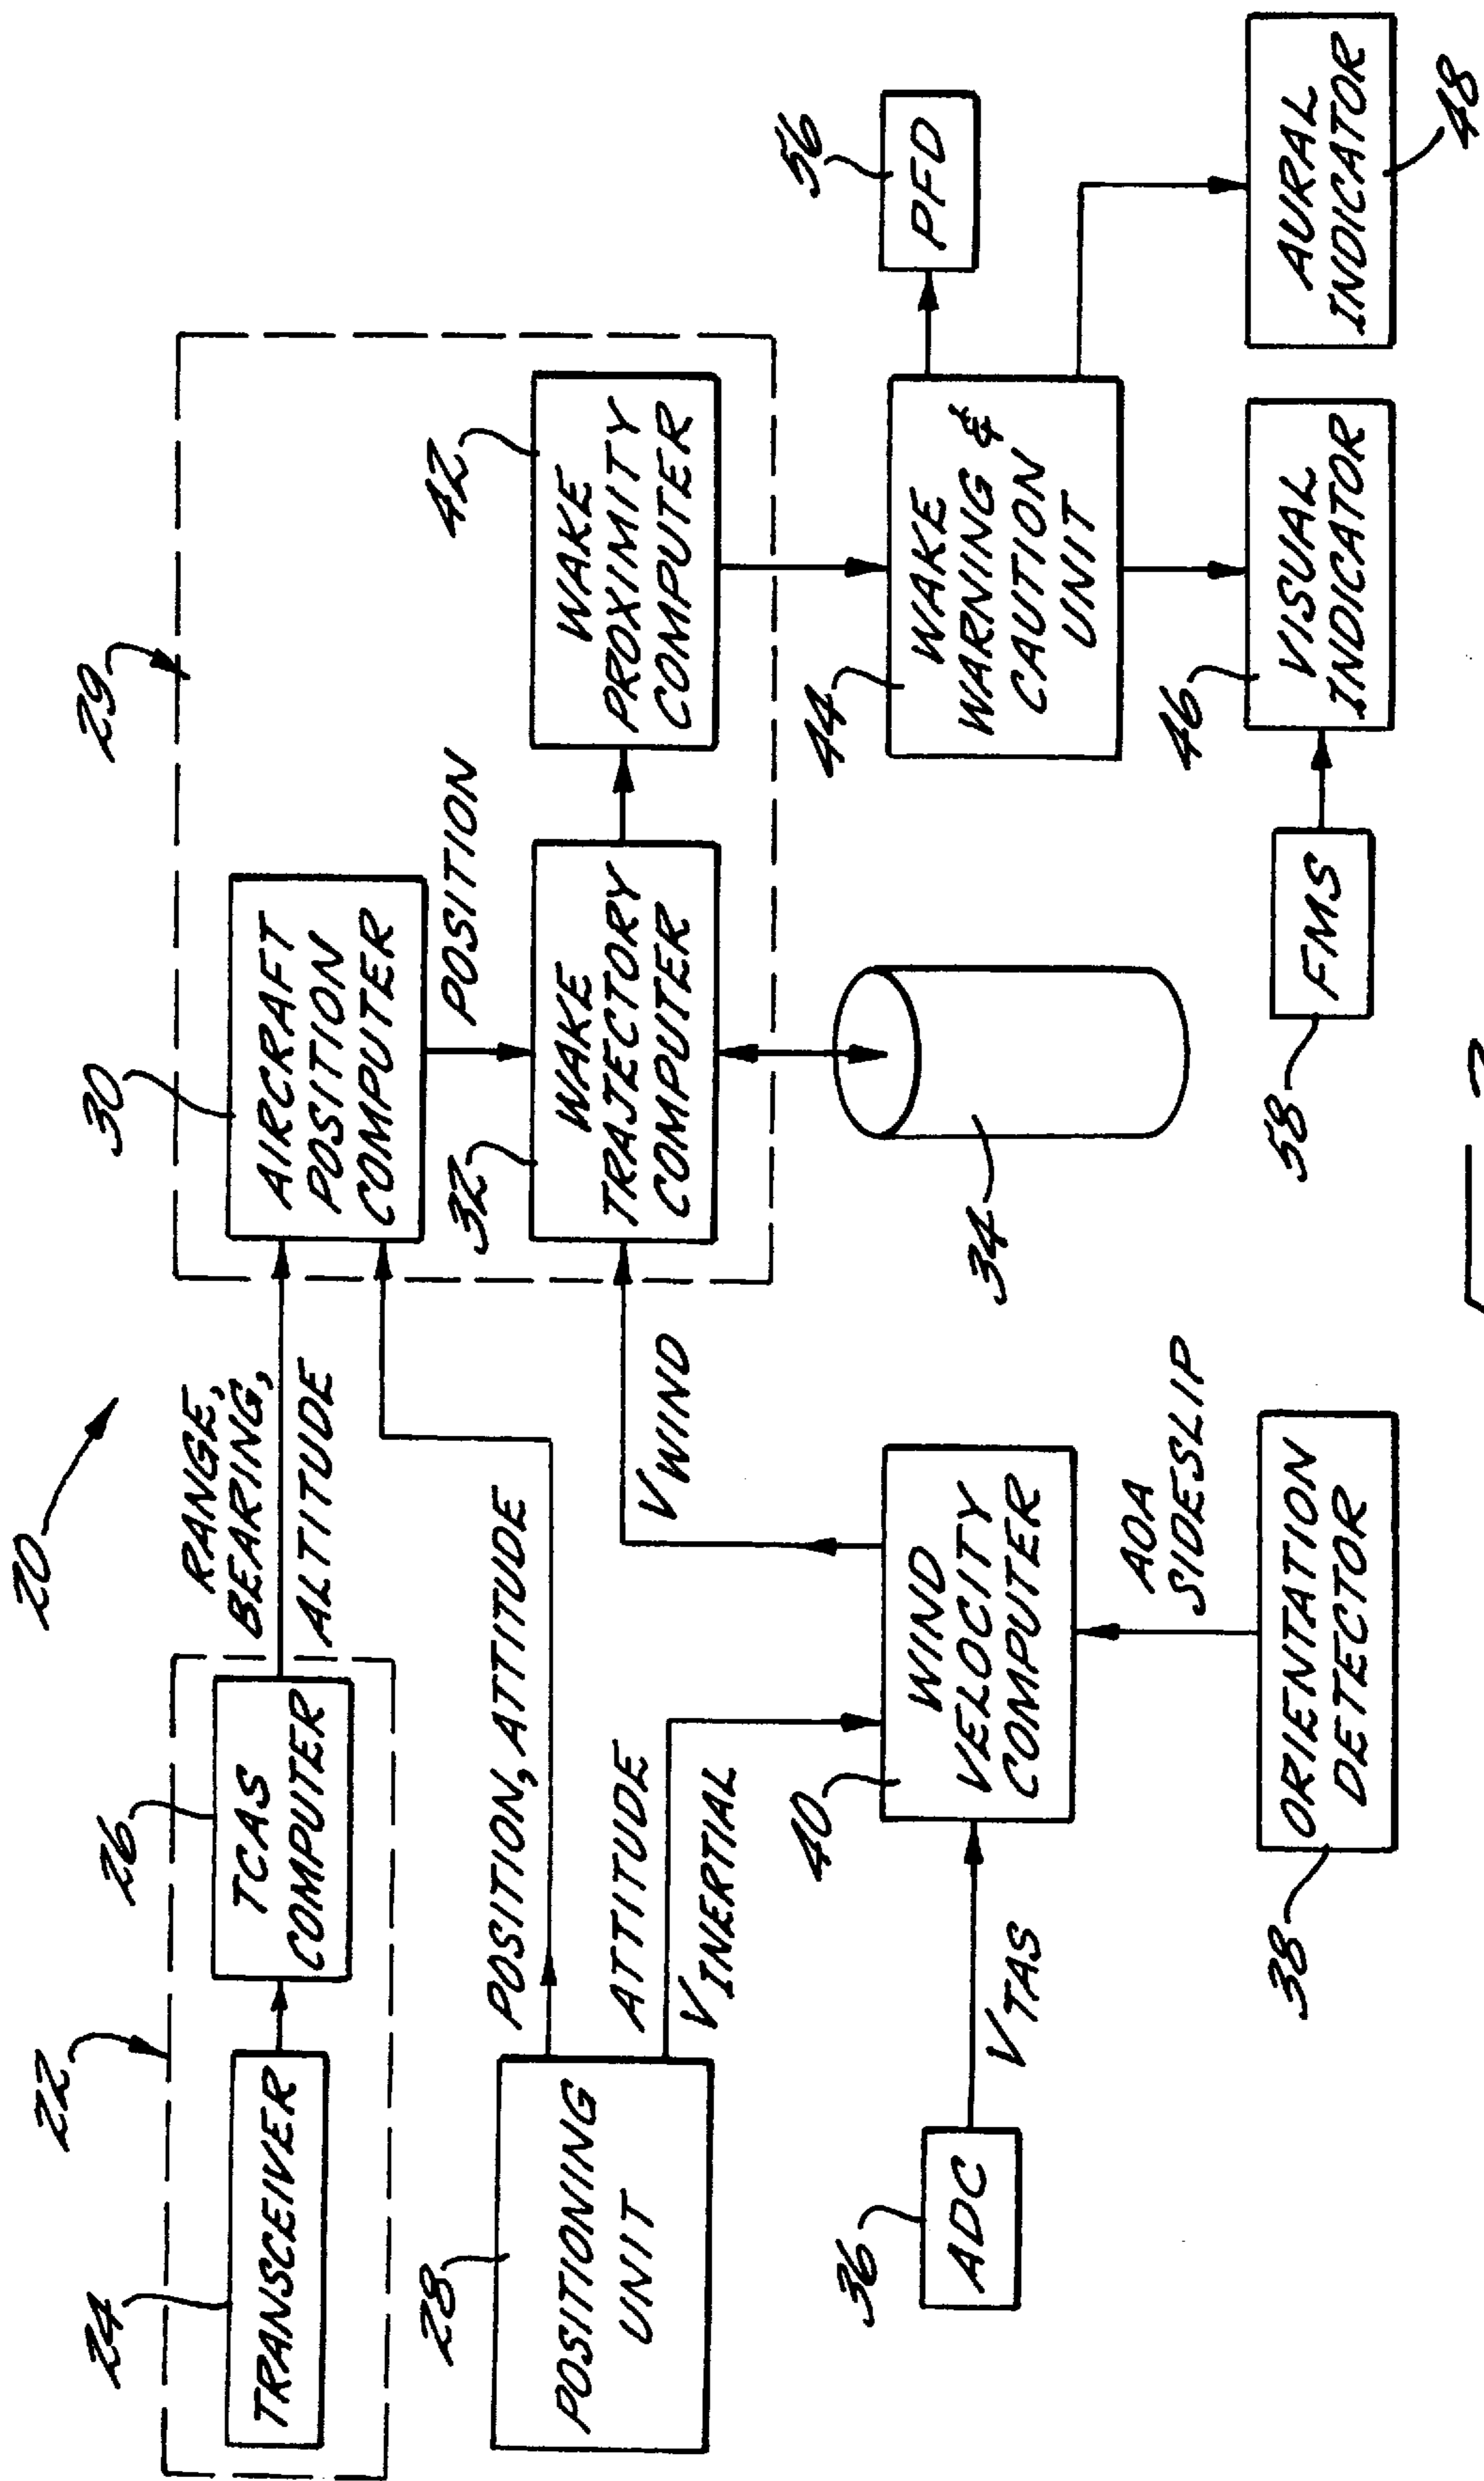 20
22
24
TRANSCEIVER
26
TCAS
COMPUTER
RANGE,
BEARING,
ALTITUDE
29
30
AIRCRAFT
POSITION
COMPUTER
POSITION
28
POSITIONING
UNIT
POSITION, ATTITUDE
ATTITUDE
VINERTIAL
VWIND
32
WAKE
TRAJECTORY
COMPUTER
42
WAKE
PROXIMITY
COMPUTER
36
ADC
VTAS
40
WIND
VELOCITY
COMPUTER
AOA
SIDESLIP
38
ORIENTATION
DETECTOR
34
44
WAKE
WARNING &
CAUTION
UNIT
56
PFD
58
FMS
46
VISUAL
INDICATOR
AURAL
INDICATOR
48